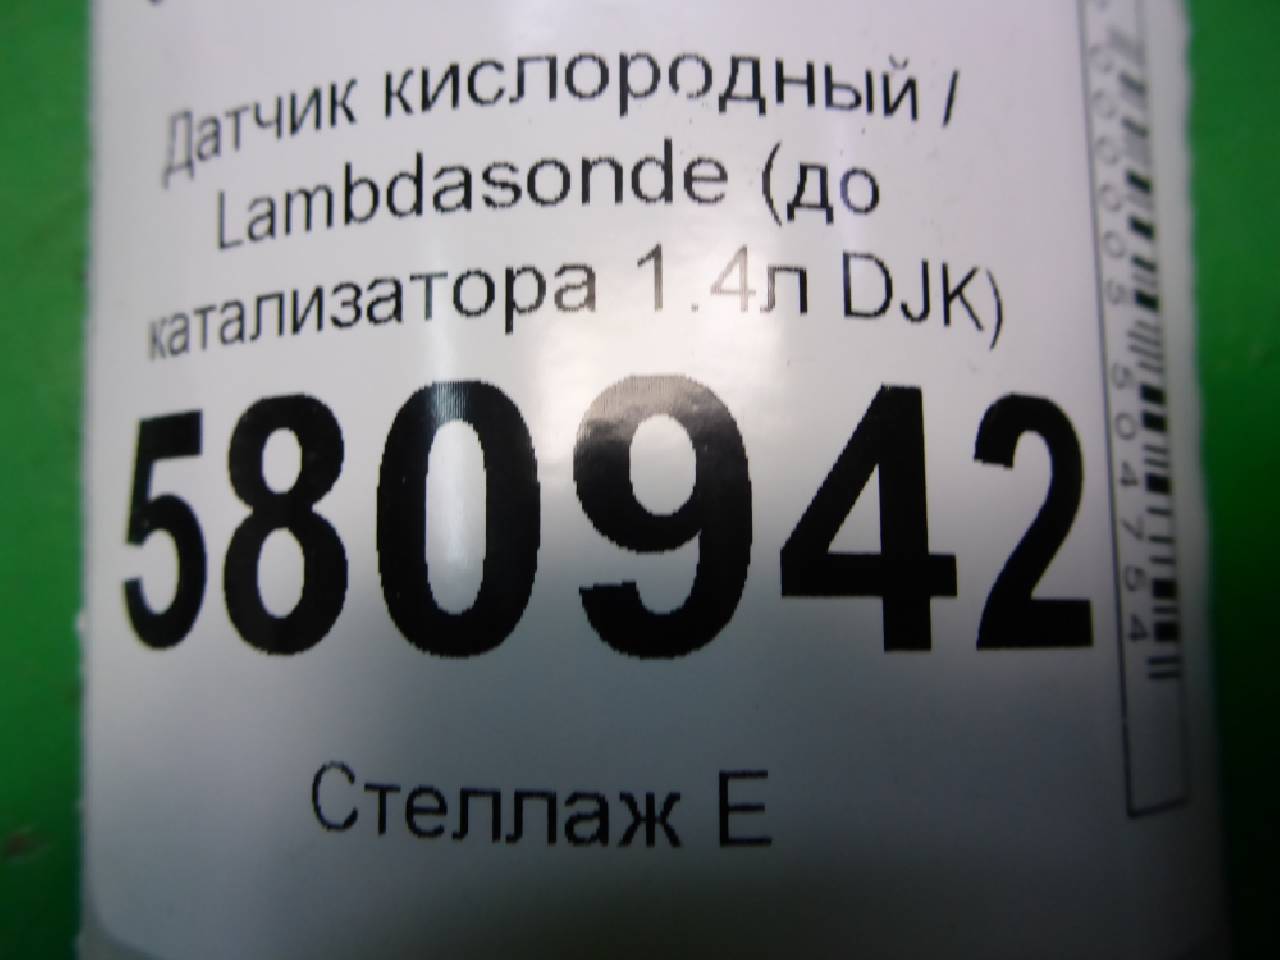 Датчик кислородный /
Lambdasonde (до
катализатора 1.4л DJK)
580942
Стеллаж E